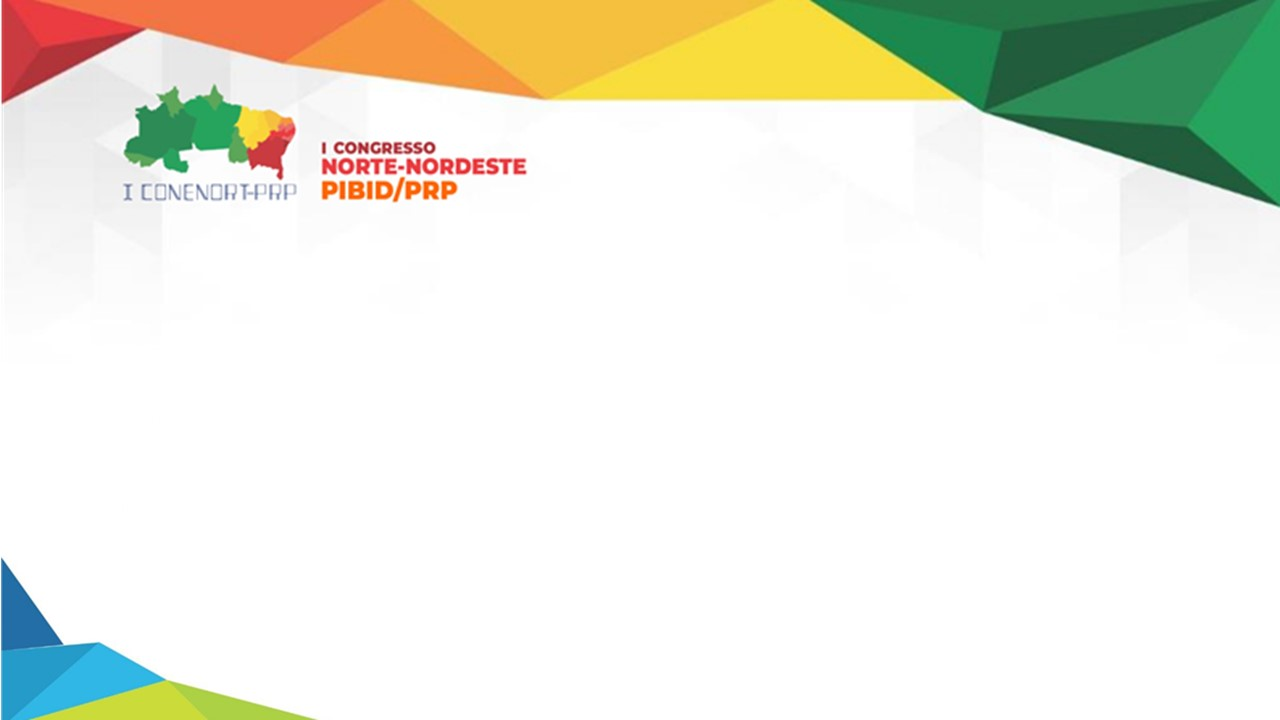 I CONENORT-PRP
I CONGRESSO
NORTE-NORDESTE
PIBID/PRP